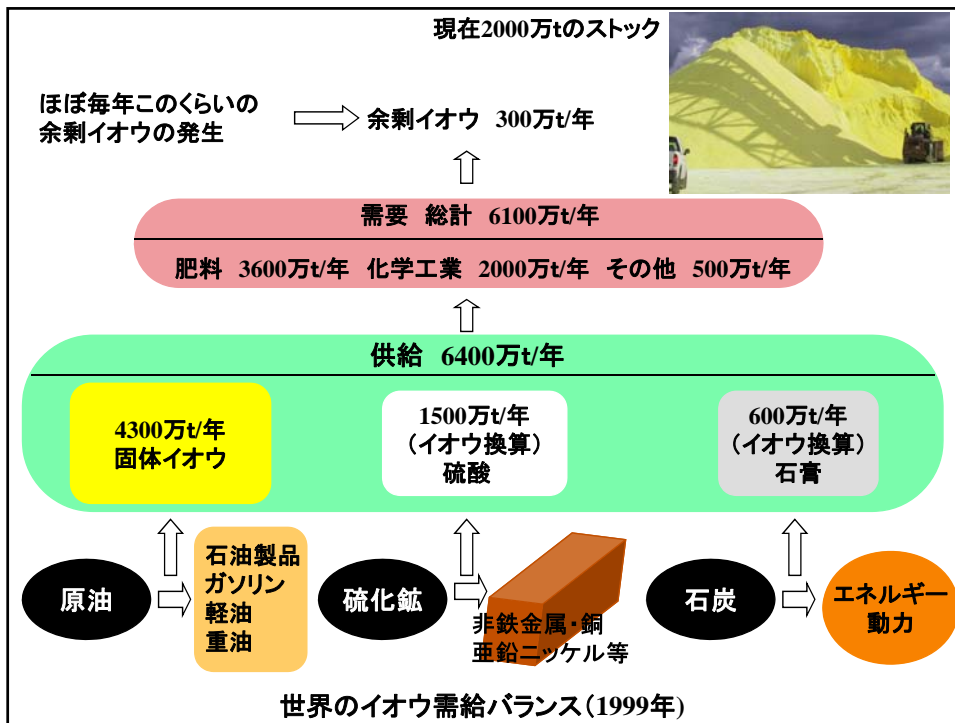 現在2000万tのストック
ほぼ毎年このくらいの
余剰イオウの発生
余剰イオウ 300万t/年
需要 総計 6100万t/年
肥料 3600万t/年 化学工業 2000万t/年 その他 500万t/年
供給 6400万t/年
4300万t/年
固体イオウ
1500万t/年
（イオウ換算）
硫酸
600万t/年
（イオウ換算）
石膏
原油
石油製品
ガソリン
軽油
重油
硫化鉱
非鉄金属・銅
亜鉛ニッケル等
石炭
エネルギー
動力
世界のイオウ需給バランス（1999年)